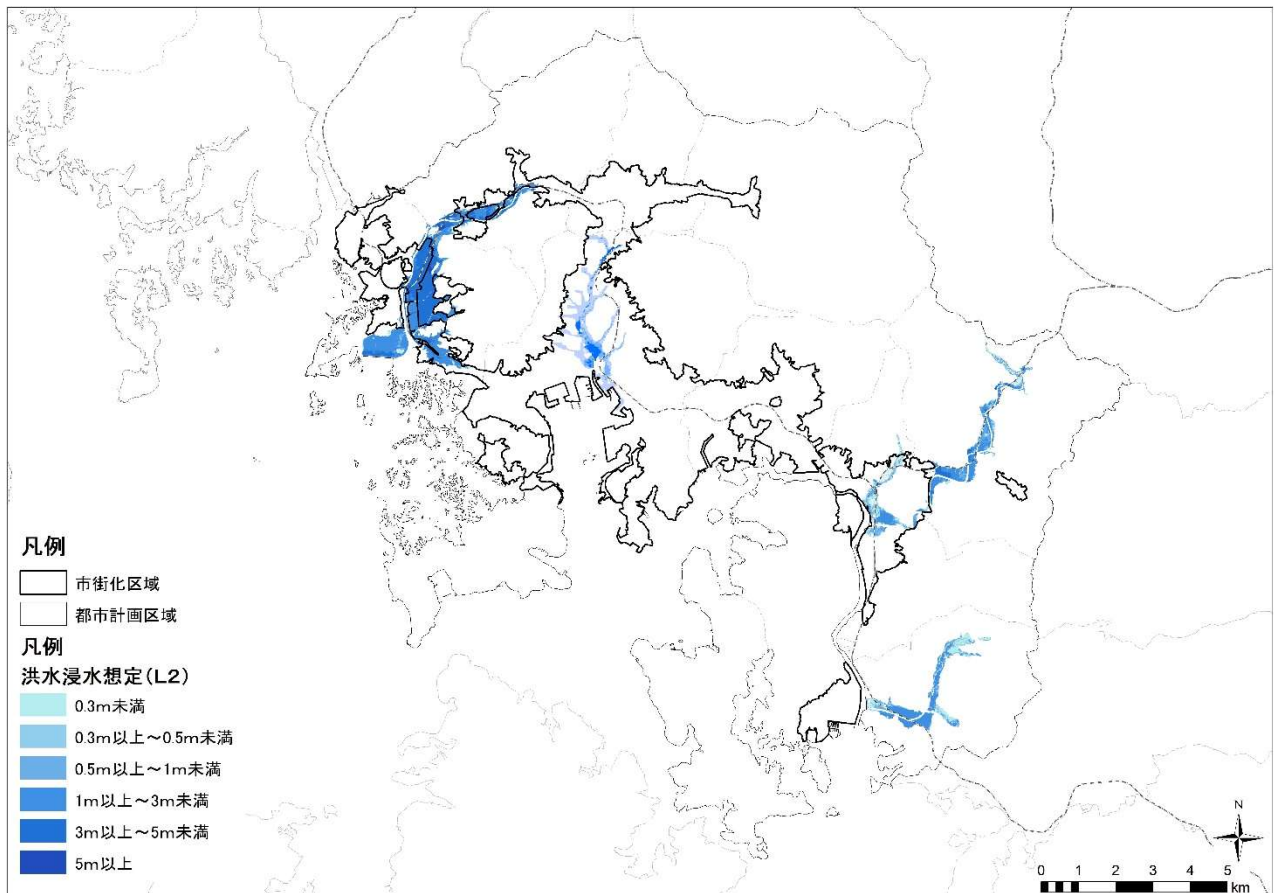 凡例
市街化区域
都市計画区域
凡例
洪水浸水想定(L2)
0.3m未満
0.3m以上～0.5m未満
0.5m以上～1m未満
1m以上～3m未満
3m以上～5m未満
5m以上
N
0 1 2 3 4 5
km